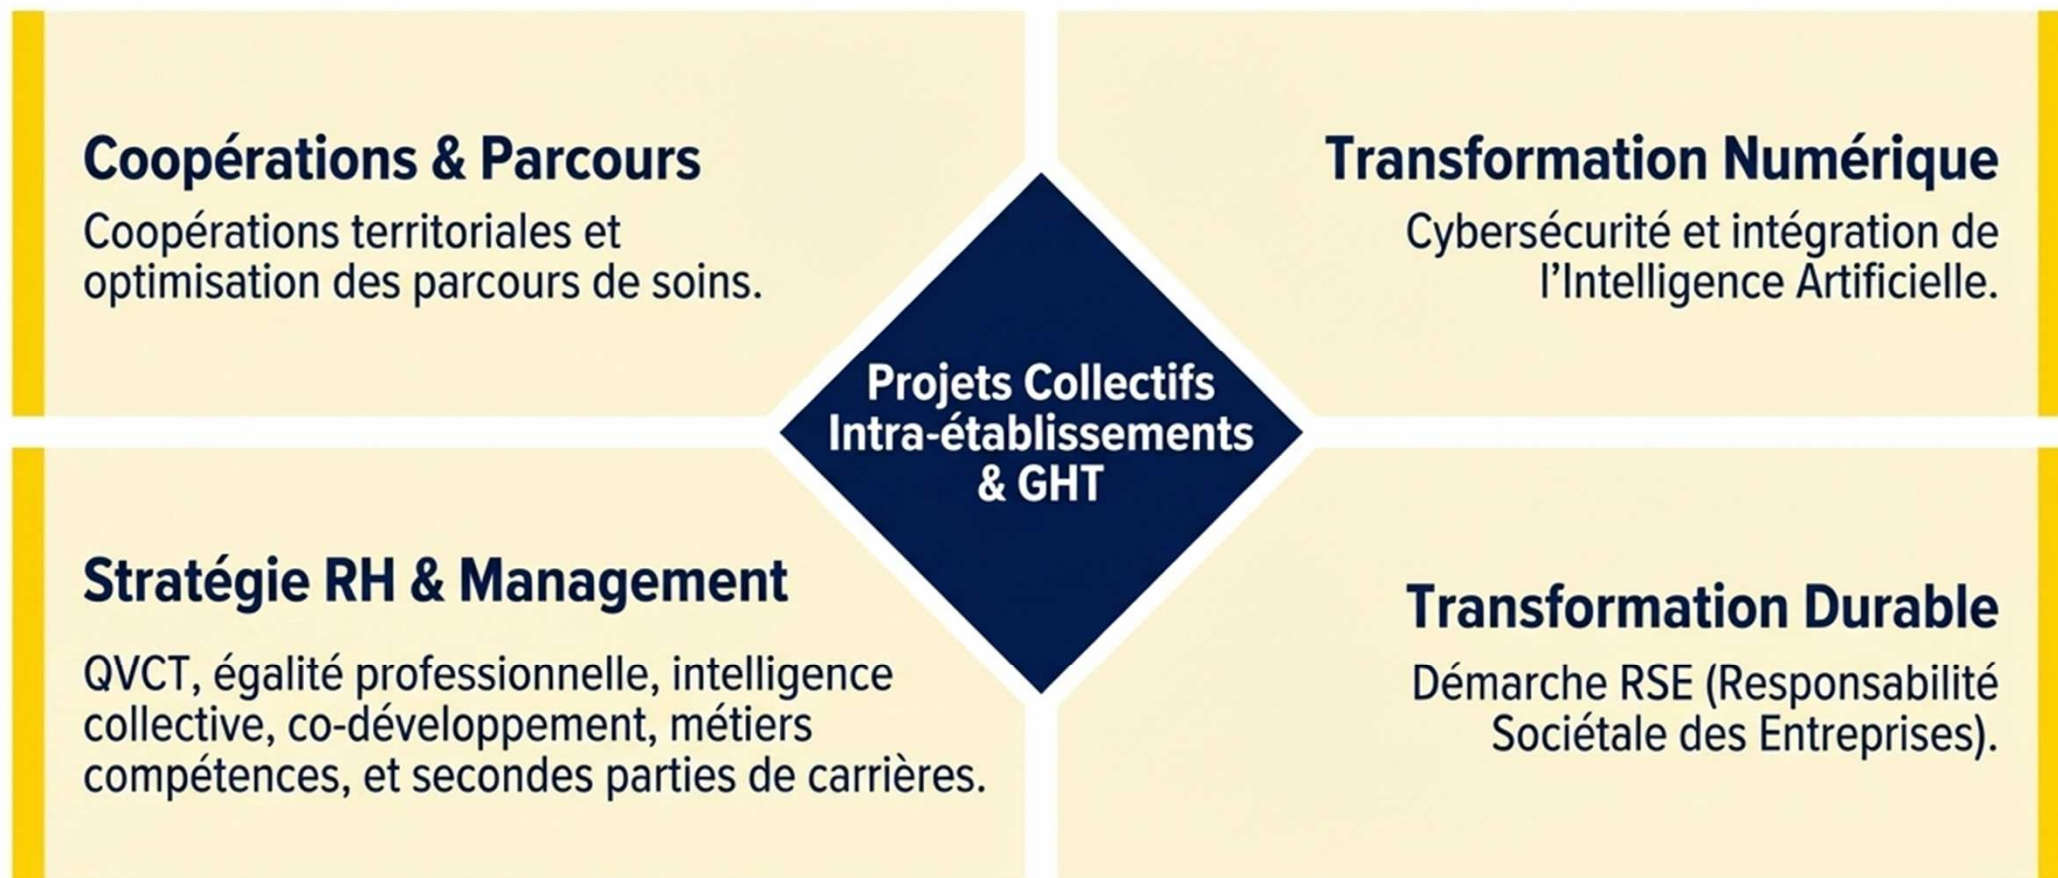 Coopérations & Parcours
Coopérations territoriales et
optimisation des parcours de soins.
Transformation Numérique
Cybersécurité et intégration de
l’Intelligence Artificielle.
Projets Collectifs
Intra-établissements
& GHT
Stratégie RH & Management
QVCT, égalité professionnelle, intelligence
collective, co-développement, métiers
compétences, et secondes parties de carrières.
Transformation Durable
Démarche RSE (Responsabilité
Sociétale des Entreprises).